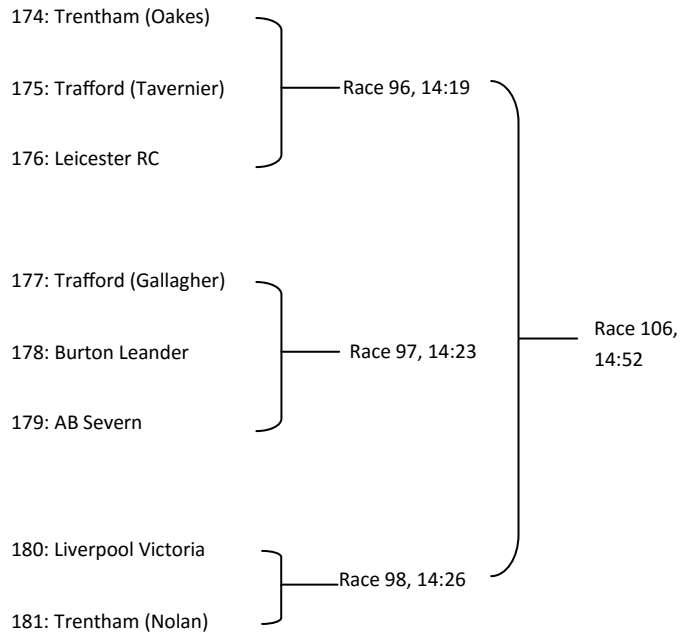 174: Trentham (Oakes)
175: Trafford (Tavernier)
Race 96, 14:19
176: Leicester RC
177: Trafford (Gallagher)
178: Burton Leander
Race 97, 14:23
179: AB Severn
Race 106,
14:52
180: Liverpool Victoria
Race 98, 14:26
181: Trentham (Nolan)